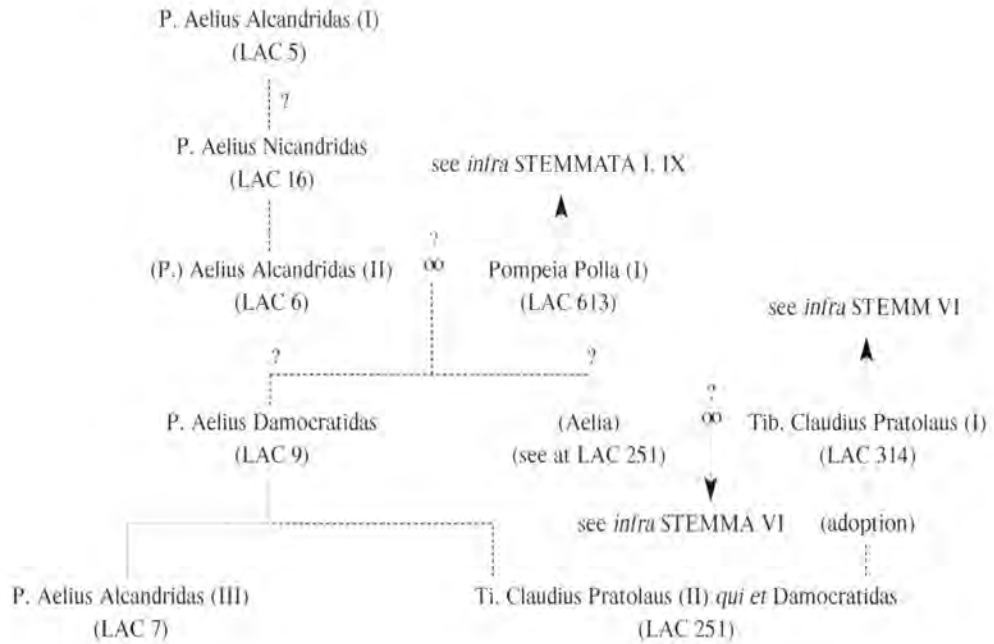 P. Aelius Alcandridas (I)
(LAC 5)
?
P. Aelius Nicandridas
(LAC 16)
see infra STEMMATA I. IX
(P.) Aelius Alcandridas (II)
(LAC 6)
?
∞
Pompeia Polla (I)
(LAC 613)
see infra STEMM VI
?
?
P. Aelius Damocratidas
(LAC 9)
(Aelia)
(see at LAC 251)
?
∞
Tib. Claudius Pratolaus (I)
(LAC 314)
see infra STEMMA VI
(adoption)
P. Aelius Alcandridas (III)
(LAC 7)
Ti. Claudius Pratolaus (II) qui et Damocratidas
(LAC 251)